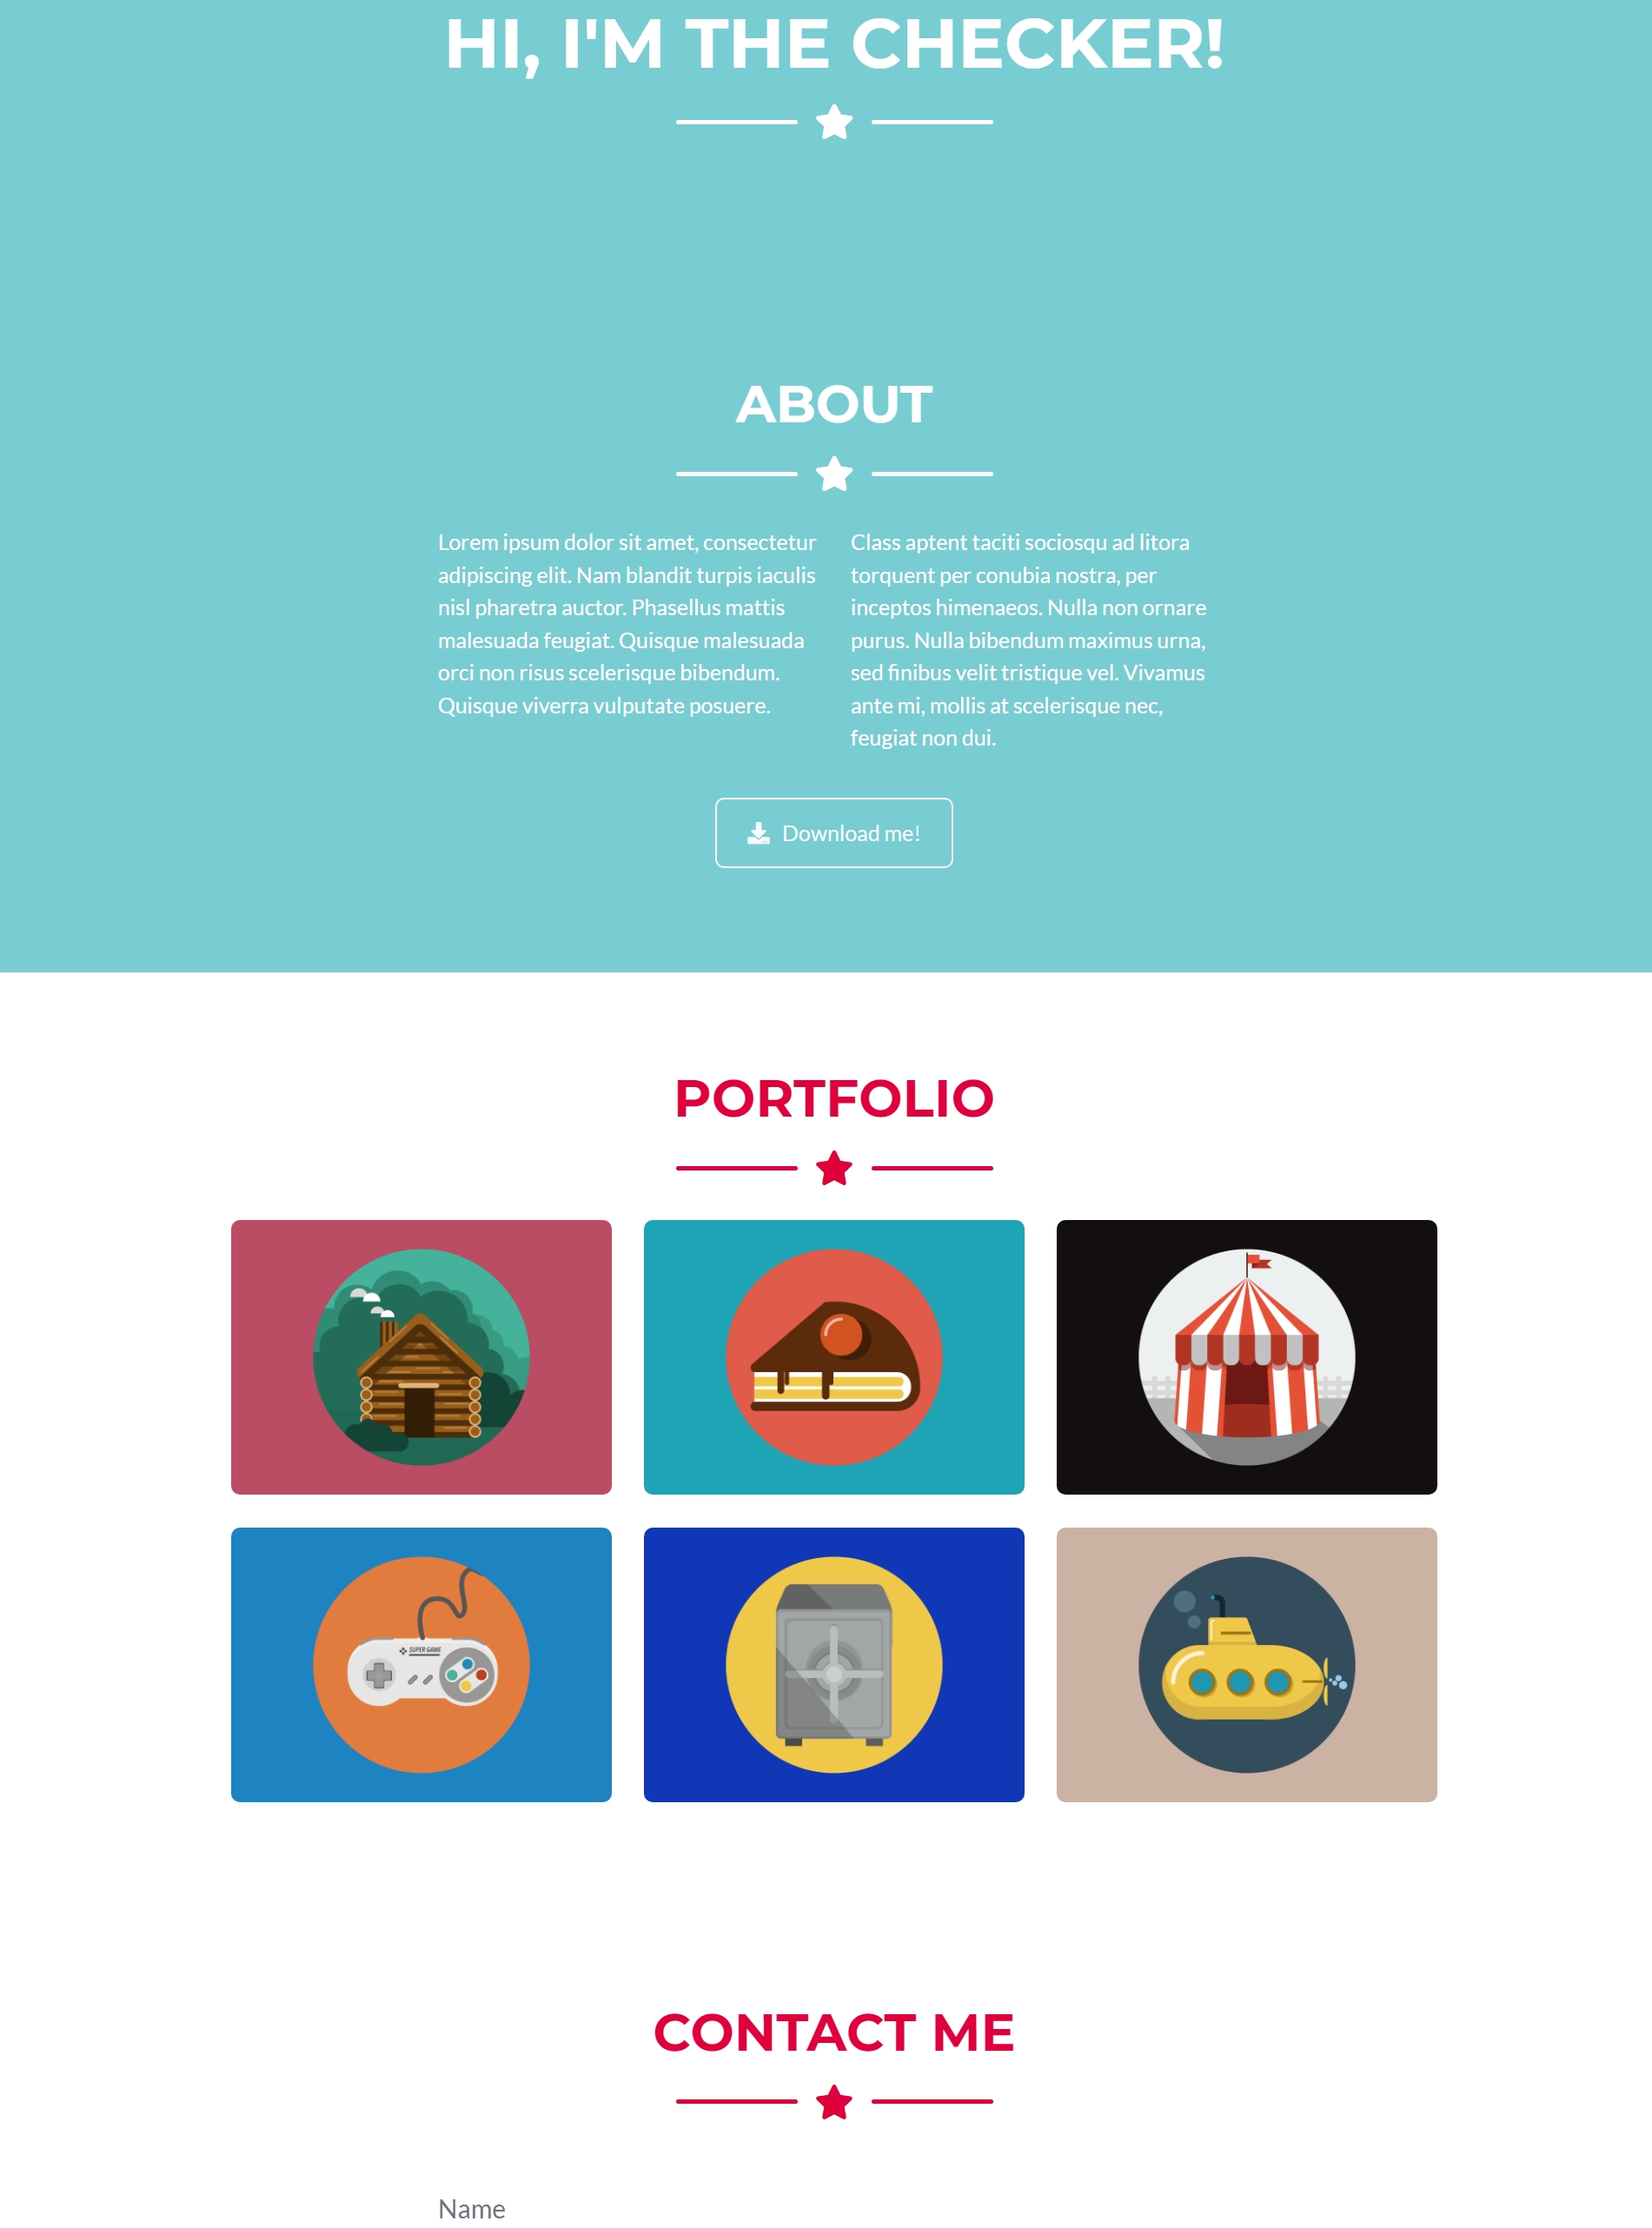 HI, I'M THE CHECKER!
ABOUT
Lorem ipsum dolor sit amet, consectetur
adipiscing elit. Nam blandit turpis iaculis
nisl pharetra auctor. Phasellus mattis
malesuada feugiat. Quisque malesuada
orci non risus scelerisque bibendum.
Quisque viverra vulputate posuere.
Class aptent taciti sociosqu ad litora
torquent per conubia nostra, per
inceptos himenaeos. Nulla non ornare
purus. Nulla bibendum maximus urna,
sed finibus velit tristique vel. Vivamus
ante mi, mollis at scelerisque nec,
feugiat non dui.
Download me!
PORTFOLIO
SUPER GAME
CONTACT ME
Name